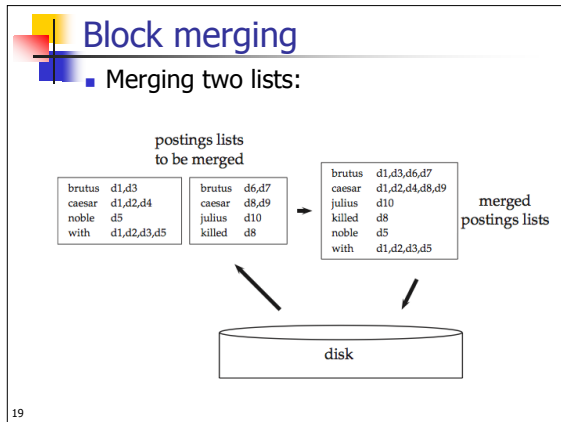 Block merging
Merging two lists:
postings lists
to be merged
brutus d1,d3
caesar d1,d2,d4
noble d5
with d1,d2,d3,d5
brutus d6,d7
caesar d8,d9
julius d10
killed d8
brutus d1,d3,d6,d7
caesar d1,d2,d4,d8,d9
julius d10
killed d8
noble d5
with d1,d2,d3,d5
merged
postings lists
disk
19